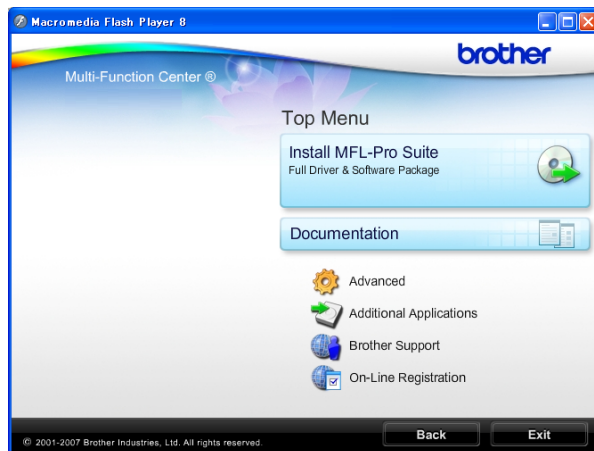 Macromedia Flash Player 8
brother
Multi-Function Center ®
Top Menu
Install MFL-Pro Suite
Full Driver & Software Package
Documentation
Advanced
Additional Applications
Brother Support
On-Line Registration
© 2001-2007 Brother Industries, Ltd. All rights reserved.
Back
Exit